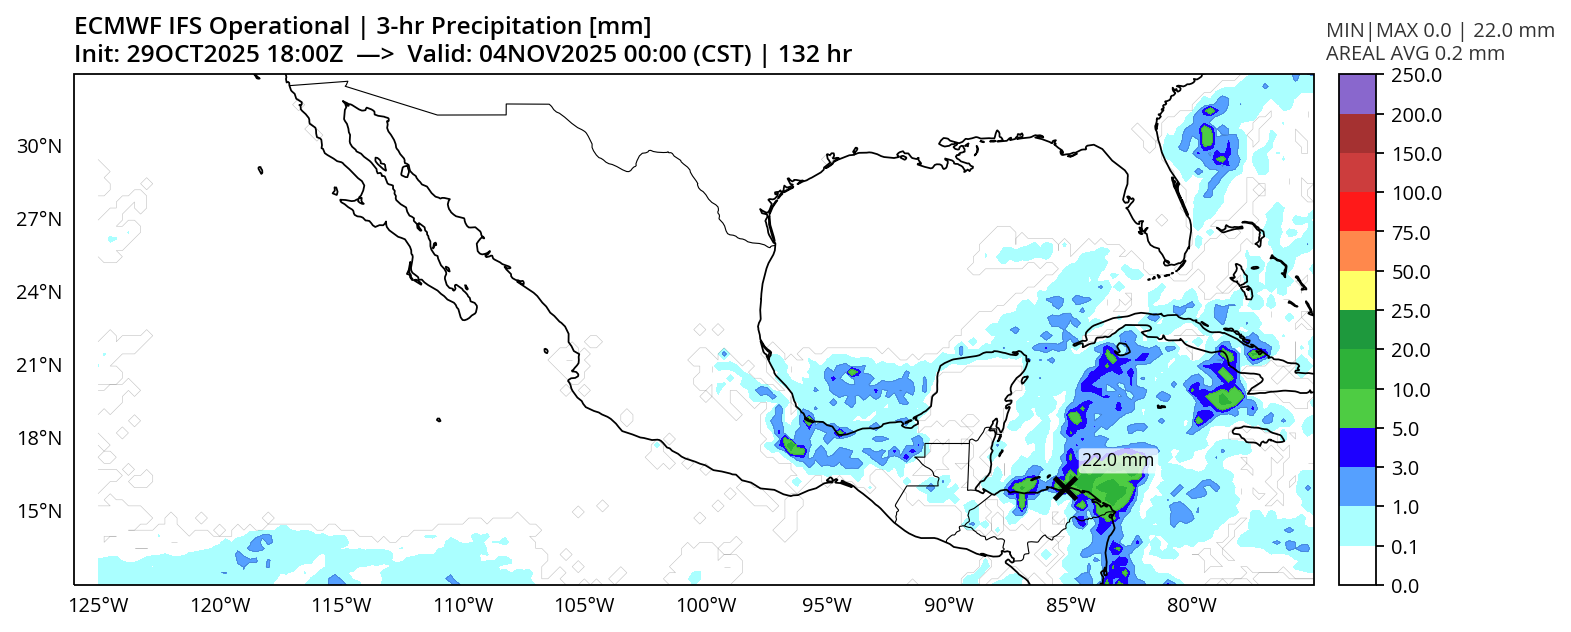 ECMWF IFS Operational | 3-hr Precipitation [mm]
Init: 29OCT2025 18:00Z —> Valid: 04NOV2025 00:00 (CST) | 132 hr
MIN|MAX 0.0 | 22.0 mm
AREAL AVG 0.2 mm
250.0
200.0
150.0
100.0
75.0
50.0
25.0
20.0
10.0
5.0
3.0
1.0
0.1
0.0
30°N
27°N
24°N
21°N
18°N
15°N
22.0 mm
125°W 120°W 115°W 110°W 105°W 100°W 95°W 90°W 85°W 80°W